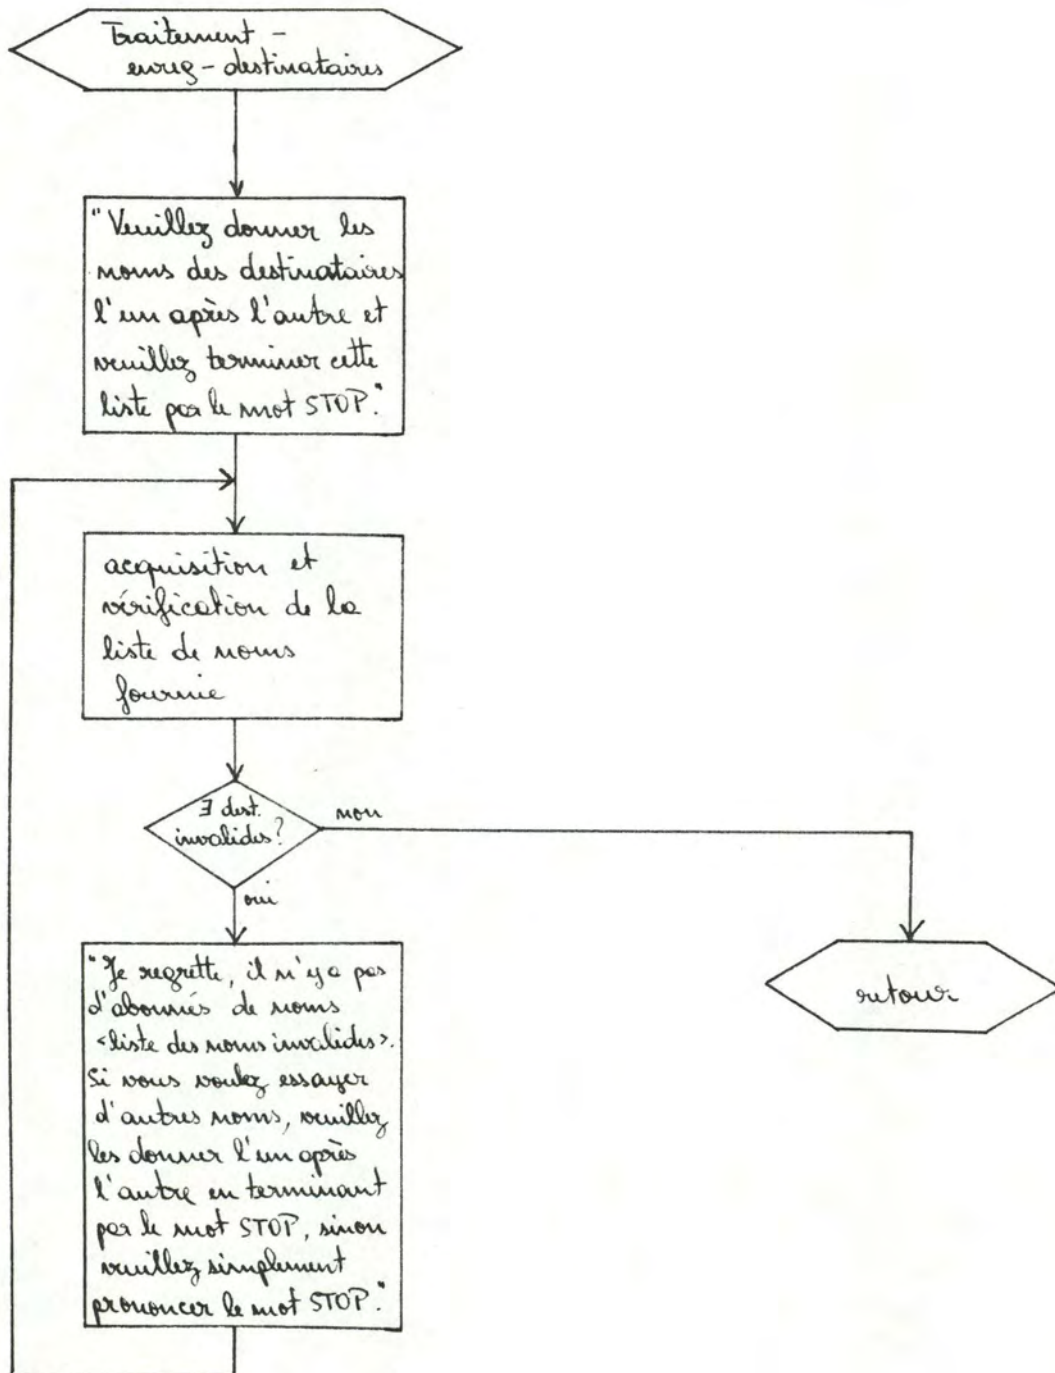 Traitement -
enreg - destinataires
"Veuillez donner les
noms des destinataires
l'un après l'autre et
veuillez terminer cette
liste par le mot STOP."
acquisition et
vérification de la
liste de noms
fournie
∃ dest.
invalides?
non
oui
"Je regrette, il n'y a pas
d'abonnés de noms
<liste des noms invalides>.
Si vous voulez essayer
d'autres noms, veuillez
les donner l'un après
l'autre en terminant
par le mot STOP, sinon
veuillez simplement
prononcer le mot STOP."
retour